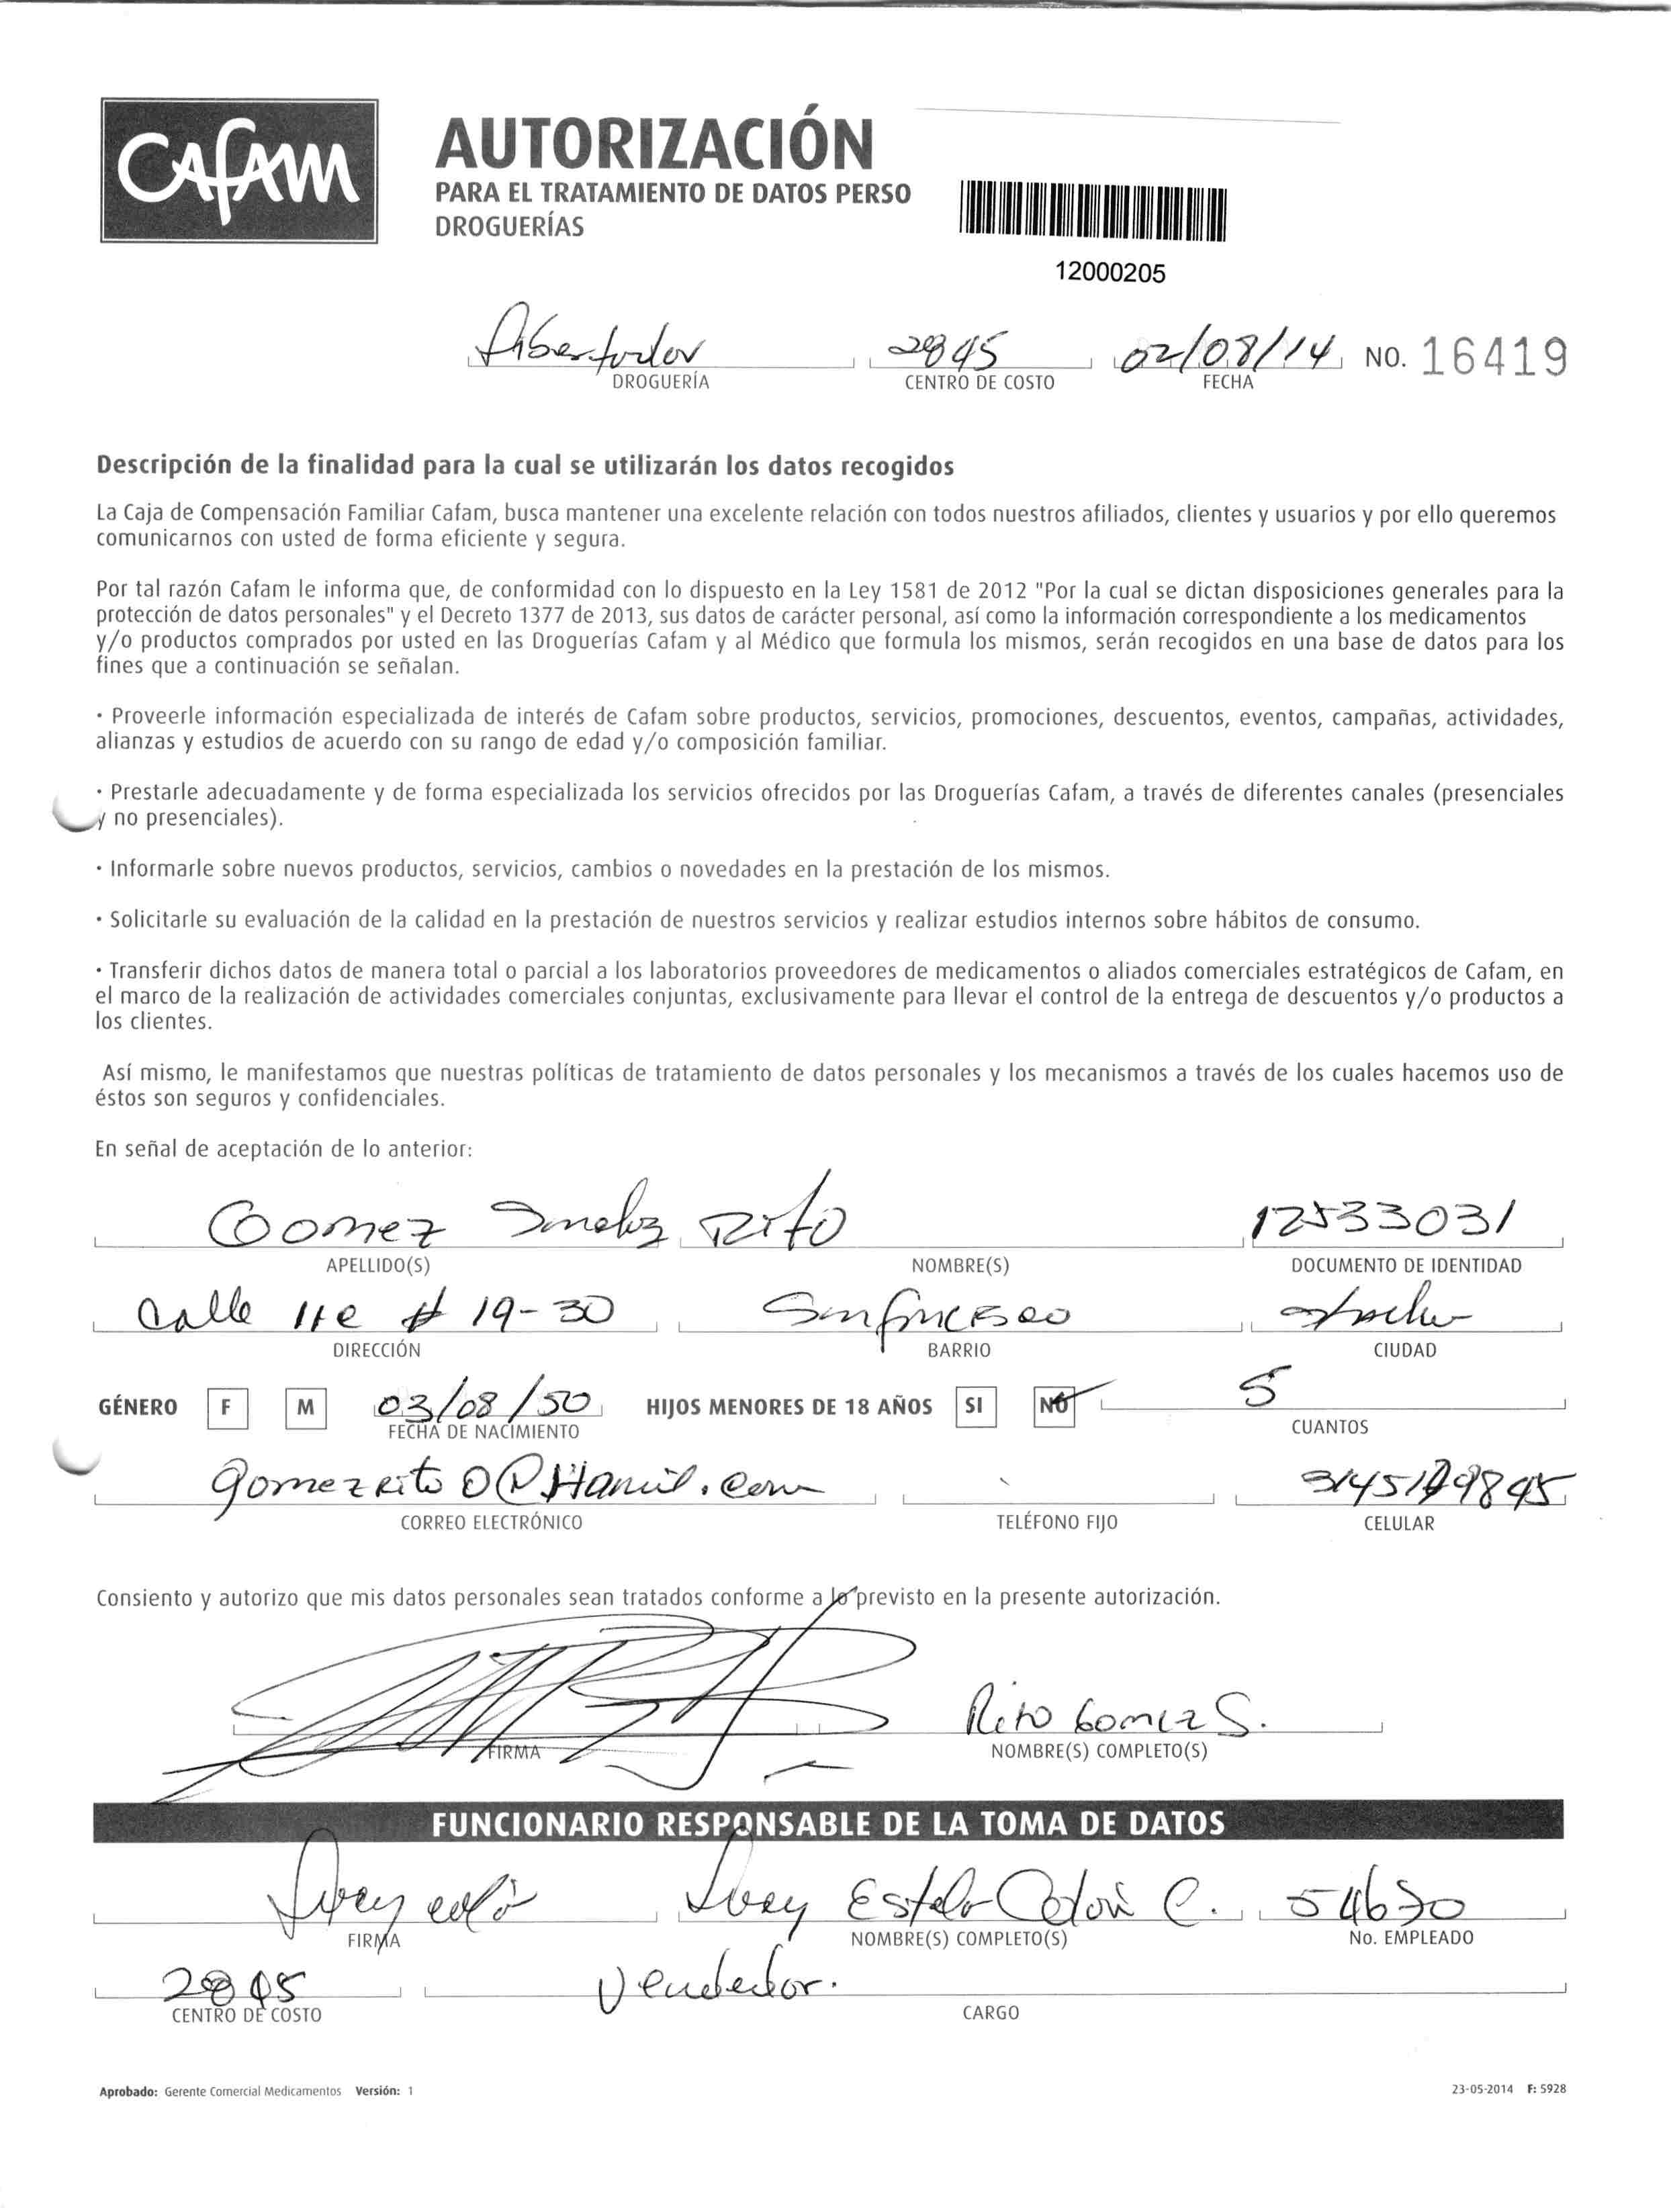 CAFAM
AUTORIZACIÓN
PARA EL TRATAMIENTO DE DATOS PERSO
DROGUERÍAS
12000205
Libertador 2845 02/08/14 NO. 16419
DROGUERÍA CENTRO DE COSTO FECHA
Descripción de la finalidad para la cual se utilizarán los datos recogidos
La Caja de Compensación Familiar Cafam, busca mantener una excelente relación con todos nuestros afiliados, clientes y usuarios y por ello queremos
comunicarnos con usted de forma eficiente y segura.
Por tal razón Cafam le informa que, de conformidad con lo dispuesto en la Ley 1581 de 2012 "Por la cual se dictan disposiciones generales para la
protección de datos personales" y el Decreto 1377 de 2013, sus datos de carácter personal, así como la información correspondiente a los medicamentos
y/o productos comprados por usted en las Droguerías Cafam y al Médico que formula los mismos, serán recogidos en una base de datos para los
fines que a continuación se señalan.
• Proveerle información especializada de interés de Cafam sobre productos, servicios, promociones, descuentos, eventos, campañas, actividades,
alianzas y estudios de acuerdo con su rango de edad y/o composición familiar.
• Prestarle adecuadamente y de forma especializada los servicios ofrecidos por las Droguerías Cafam, a través de diferentes canales (presenciales
y no presenciales).
• Informarle sobre nuevos productos, servicios, cambios o novedades en la prestación de los mismos.
• Solicitarle su evaluación de la calidad en la prestación de nuestros servicios y realizar estudios internos sobre hábitos de consumo.
• Transferir dichos datos de manera total o parcial a los laboratorios proveedores de medicamentos o aliados comerciales estratégicos de Cafam, en
el marco de la realización de actividades comerciales conjuntas, exclusivamente para llevar el control de la entrega de descuentos y/o productos a
los clientes.
Así mismo, le manifestamos que nuestras políticas de tratamiento de datos personales y los mecanismos a través de los cuales hacemos uso de
éstos son seguros y confidenciales.
En señal de aceptación de lo anterior:
Gomez Rito 12533031
APELLIDO(S) NOMBRE(S) DOCUMENTO DE IDENTIDAD
Calle 11e # 19-30
DIRECCIÓN BARRIO CIUDAD
GÉNERO F M 03/08/50 HIJOS MENORES DE 18 AÑOS SI NO 5
FECHA DE NACIMIENTO CUANTOS
CORREO ELECTRÓNICO TELÉFONO FIJO CELULAR
Consiento y autorizo que mis datos personales sean tratados conforme a lo previsto en la presente autorización.
Rito Gomez S.
FIRMA NOMBRE(S) COMPLETO(S)
FUNCIONARIO RESPONSABLE DE LA TOMA DE DATOS
Estela C.
FIRMA NOMBRE(S) COMPLETO(S) No. EMPLEADO
2845 Vendedor.
CENTRO DE COSTO CARGO
Aprobado: Gerente Comercial Medicamentos Versión: 1 23-05-2014 F: 5928